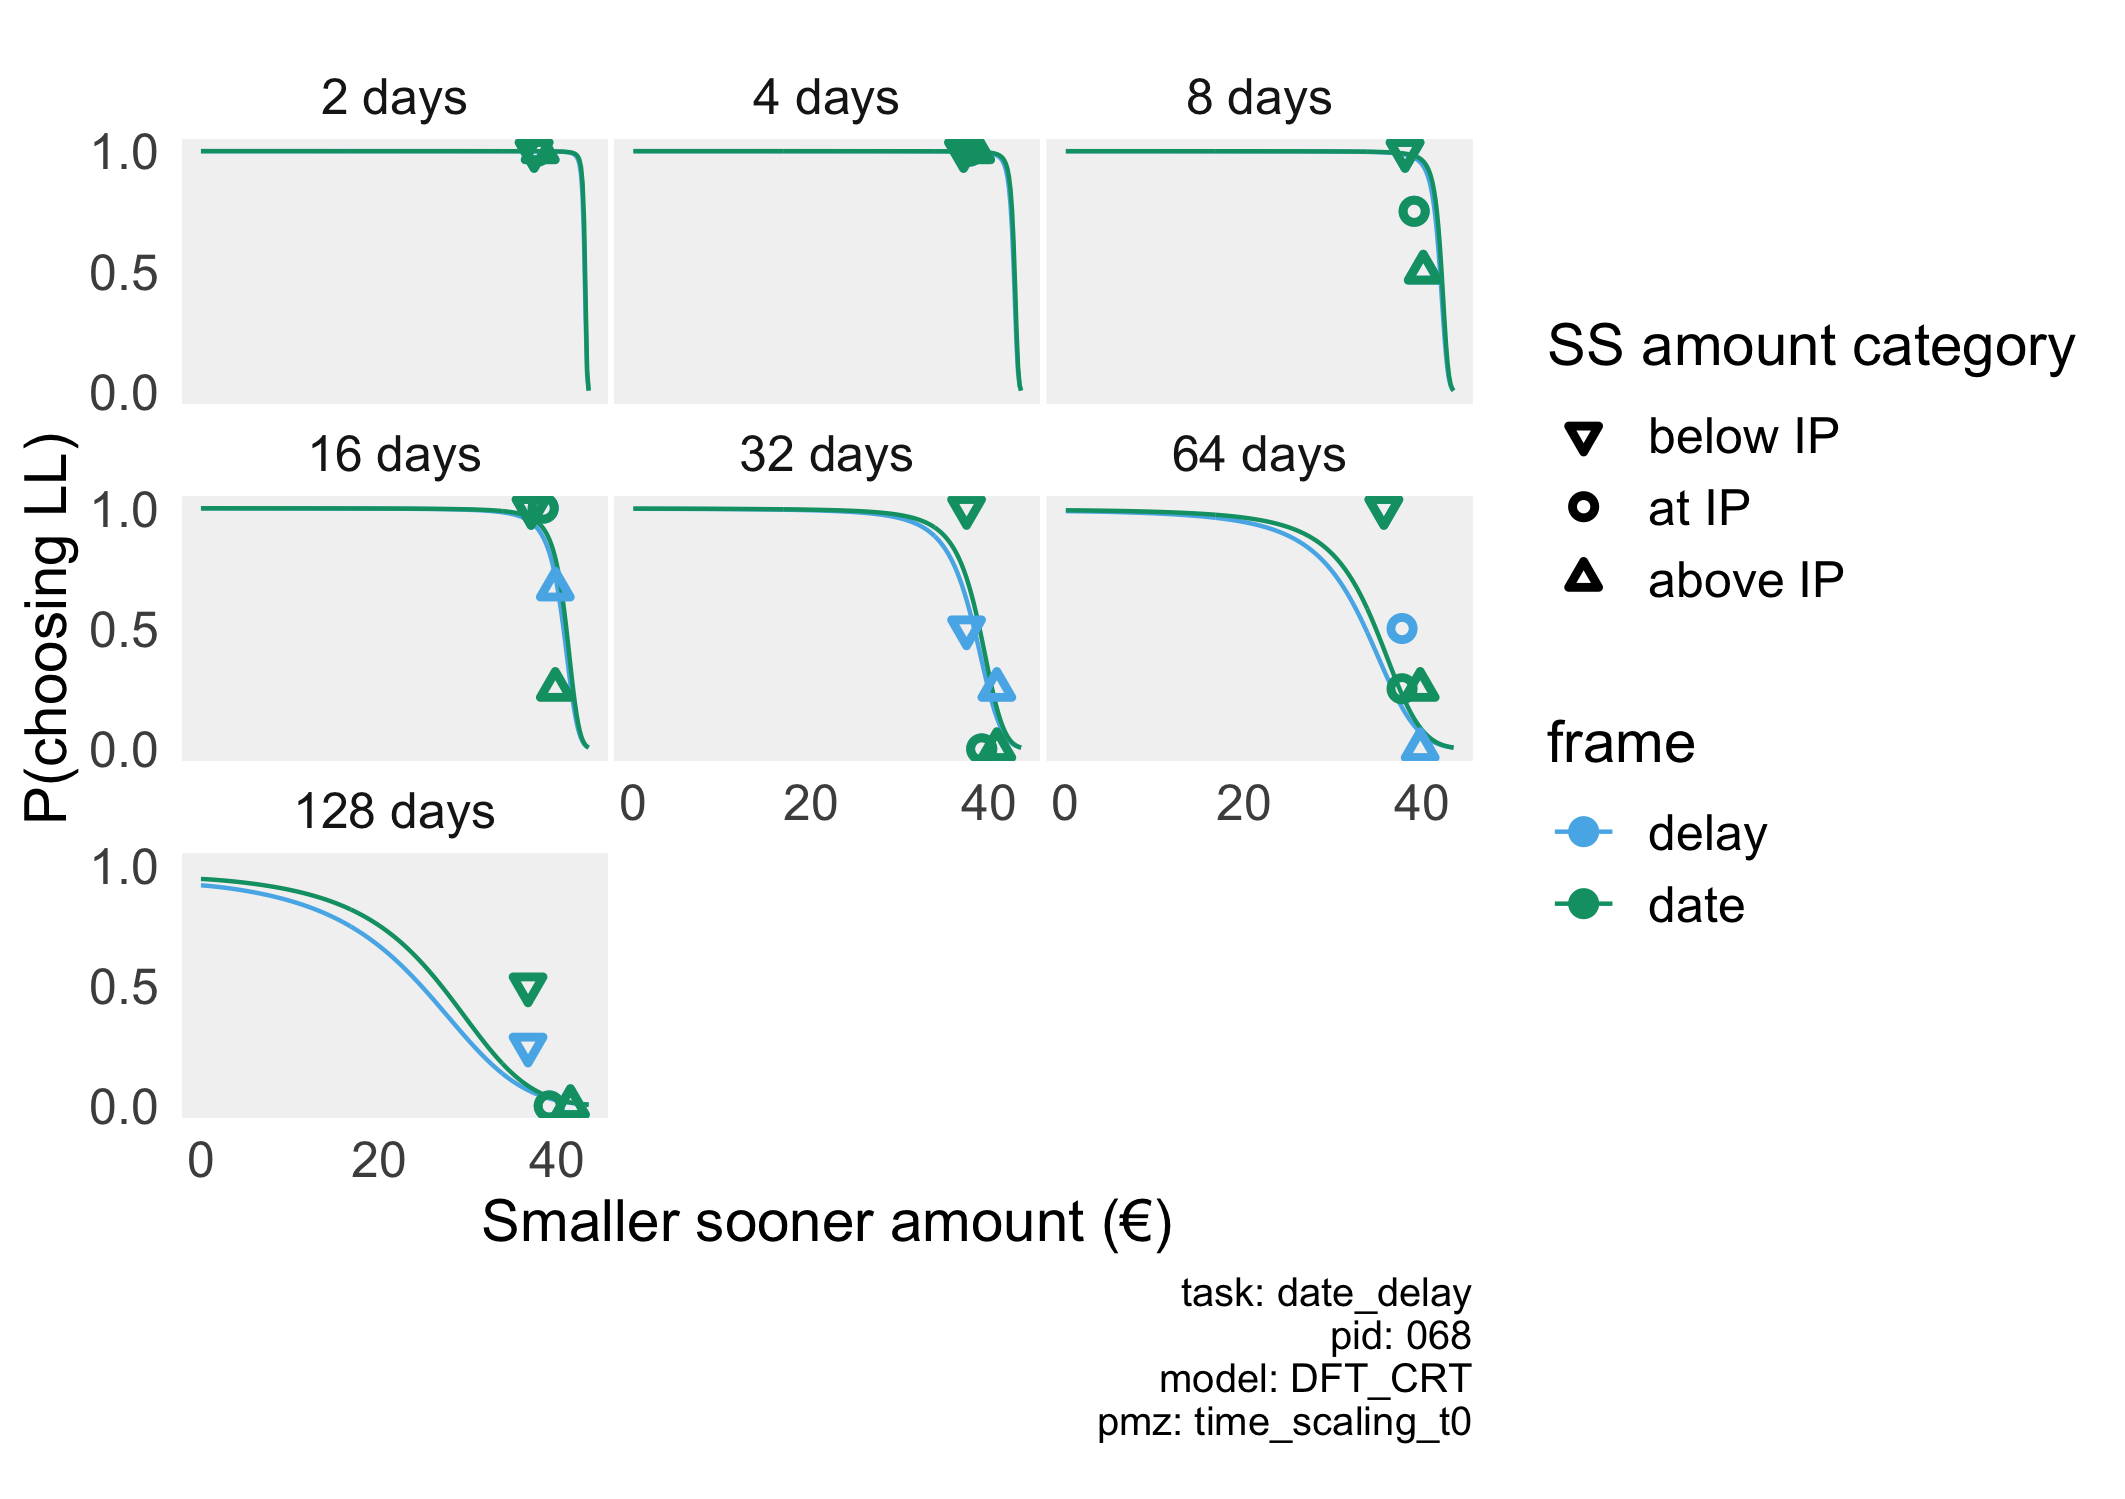 2 days
4 days
8 days
1.0
0.5
0.0
16 days
32 days
64 days
1.0
0.5
0.0
0
20
40
0
20
40
128 days
1.0
0.5
0.0
0
20
40
P(choosing LL)
Smaller sooner amount (€)
SS amount category
below IP
at IP
above IP
frame
delay
date
task: date_delay
pid: 068
model: DFT_CRT
pmz: time_scaling_t0